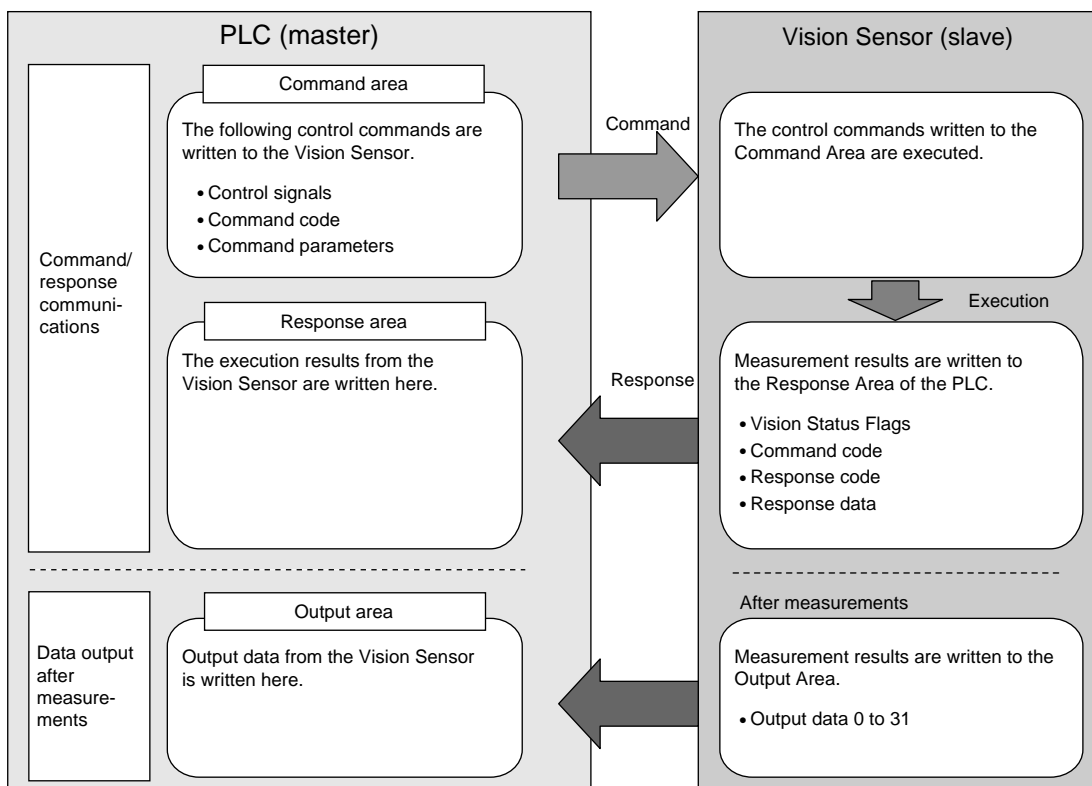 PLC (master)
Command/
response
communi-
cations
Command area
The following control commands are
written to the Vision Sensor.
• Control signals
• Command code
• Command parameters
Response area
The execution results from the
Vision Sensor are written here.
Data output
after
measure-
ments
Output area
Output data from the Vision Sensor
is written here.
Command
Response
Vision Sensor (slave)
The control commands written to the
Command Area are executed.
Execution
Measurement results are written to
the Response Area of the PLC.
• Vision Status Flags
• Command code
• Response code
• Response data
After measurements
Measurement results are written to the
Output Area.
• Output data 0 to 31